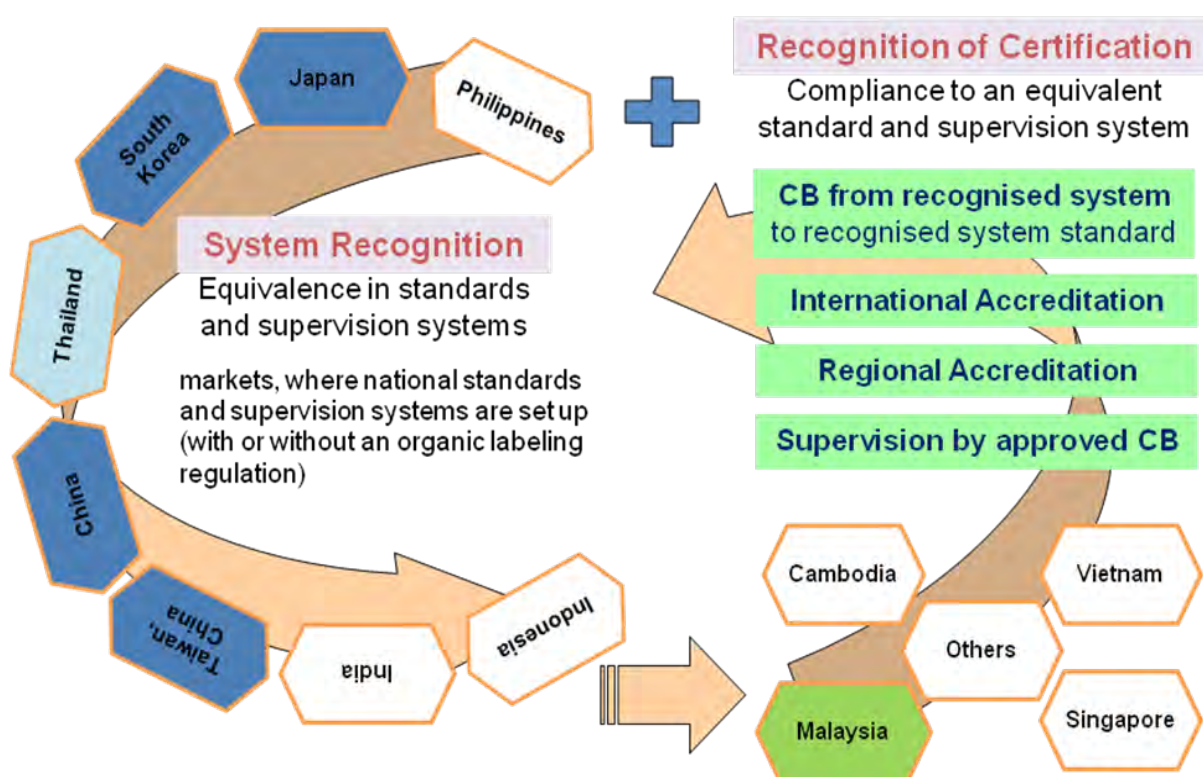 Japan
Philippines
South
Korea
Thailand
China
Taiwan,
China
India
Indonesia
System Recognition
Equivalence in standards
and supervision systems
markets, where national standards
and supervision systems are set up
(with or without an organic labeling
regulation)
Recognition of Certification
Compliance to an equivalent
standard and supervision system
CB from recognised system
to recognised system standard
International Accreditation
Regional Accreditation
Supervision by approved CB
Cambodia
Vietnam
Others
Malaysia
Singapore